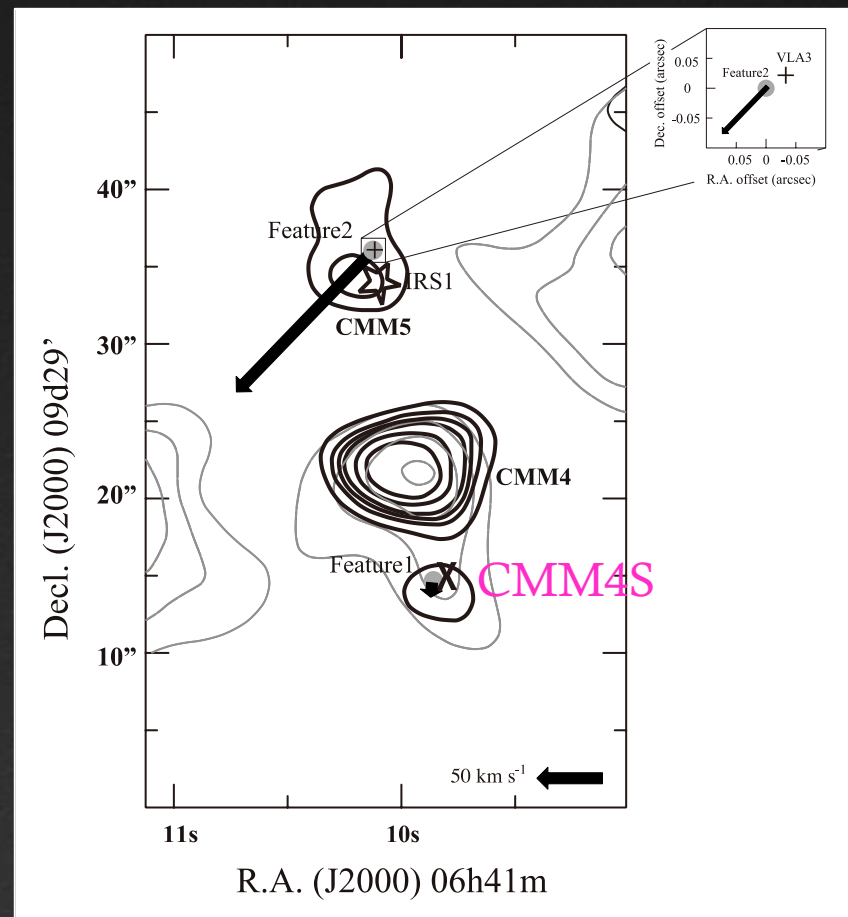 Dec. offset (arcsec)
0.05
0
-0.05
Feature2
VLA3
0.05 0 -0.05
R.A. offset (arcsec)
Decl. (J2000) 09d29’
40”
30”
20”
10”
Feature2
IRS1
CMM5
CMM4
Feature1
X
CMM4S
50 km s⁻¹
11s
10s
R.A. (J2000) 06h41m